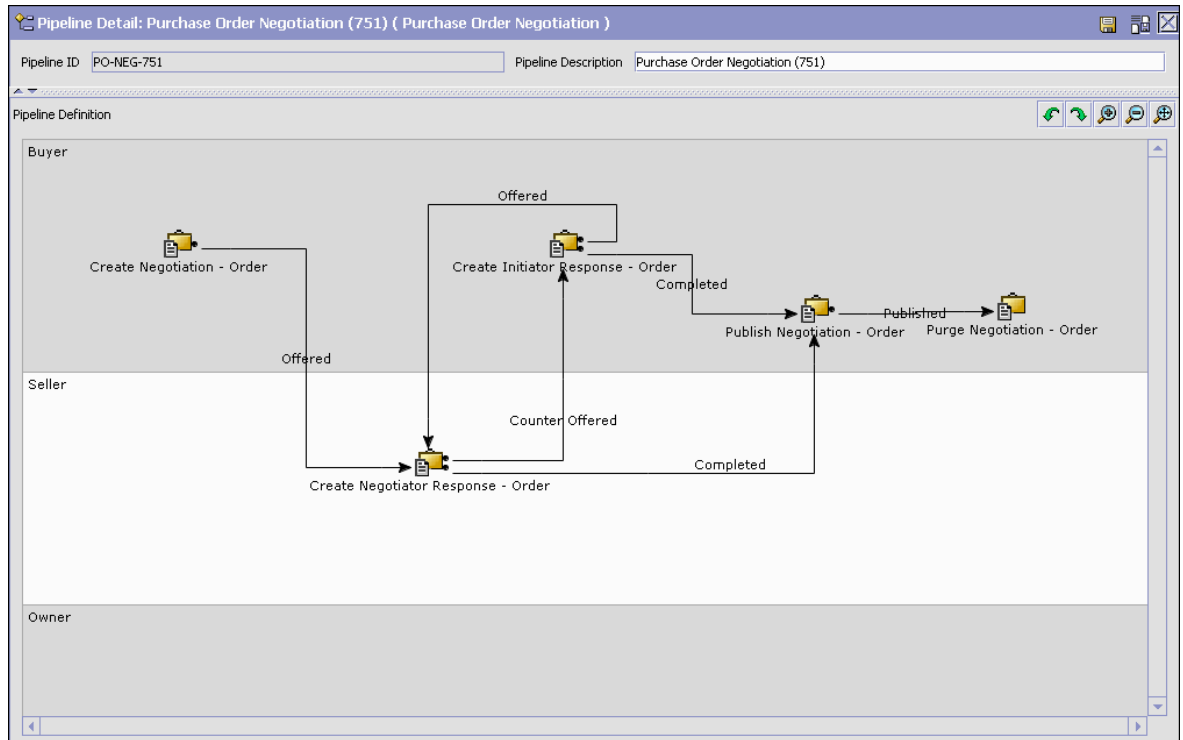 Pipeline Detail: Purchase Order Negotiation (751) ( Purchase Order Negotiation )
Pipeline ID PO-NEG-751 Pipeline Description Purchase Order Negotiation (751)
Pipeline Definition
Buyer
Offered
Create Negotiation - Order
Create Initiator Response - Order
Completed
Published
Publish Negotiation - Order
Purge Negotiation - Order
Offered
Seller
Counter Offered
Completed
Create Negotiator Response - Order
Owner